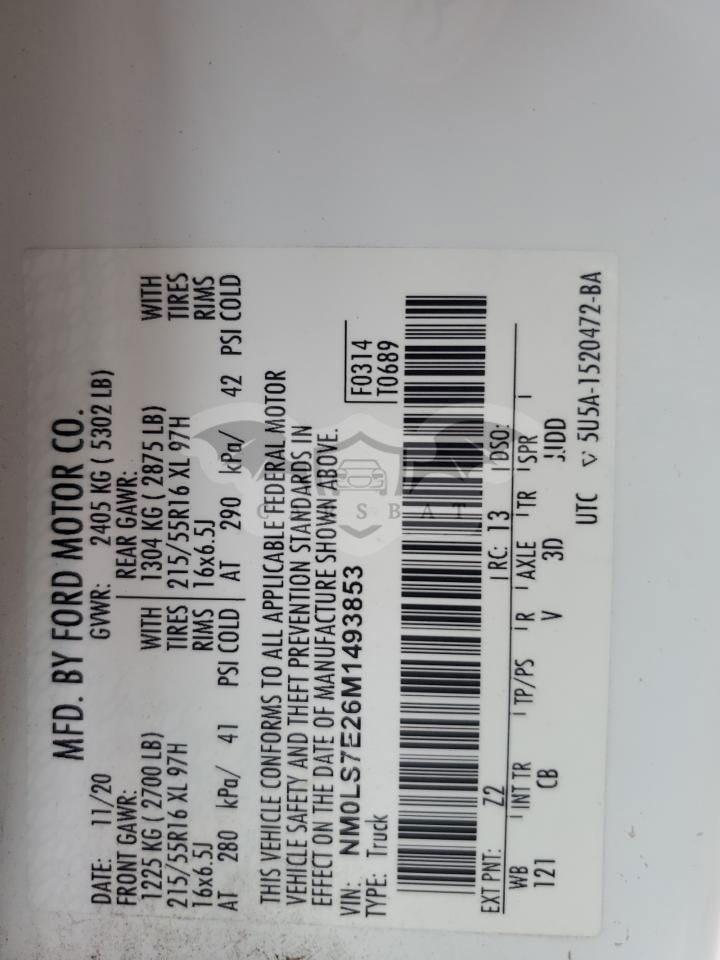 MFD. BY FORD MOTOR CO.
DATE: 11/20 GVWR: 2405 KG ( 5302 LB)
FRONT GAWR: REAR GAWR:
1225 KG ( 2700 LB) WITH 1304 KG ( 2875 LB) WITH
215/55R16 XL 97H TIRES 215/55R16 XL 97H TIRES
16x6.5J RIMS 16x6.5J RIMS
AT 280 kPa/ 41 PSI COLD AT 290 kPa/ 42 PSI COLD
THIS VEHICLE CONFORMS TO ALL APPLICABLE FEDERAL MOTOR
VEHICLE SAFETY AND THEFT PREVENTION STANDARDS IN
EFFECT ON THE DATE OF MANUFACTURE SHOWN ABOVE.
VIN: NM0LS7E26M1493853 F0314
TYPE: Truck T0689
EXT PNT: Z2 RC: 13 DSO:
WB INT TR TP/PS R AXLE TR SPR
121 CB V 3D JJDD
UTC ▽ 5U5A-1520472-BA